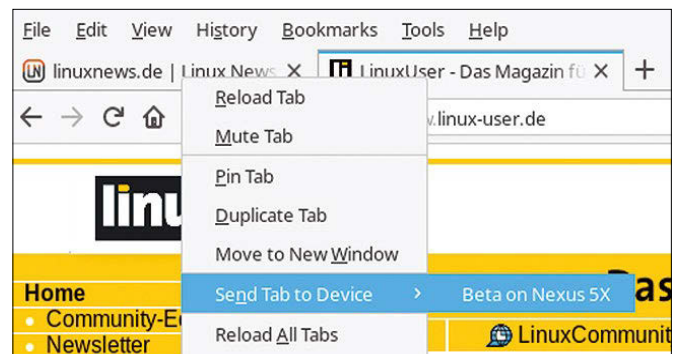 File Edit View History Bookmarks Tools Help
linuxnews.de | Linux News LinuxUser - Das Magazin fü
Reload Tab
.linux-user.de
Mute Tab
Pin Tab
linu
Duplicate Tab
Move to New Window
Home Send Tab to Device > Beta on Nexus 5X Das
Community-E
Reload All Tabs LinuxCommunit
Newsletter